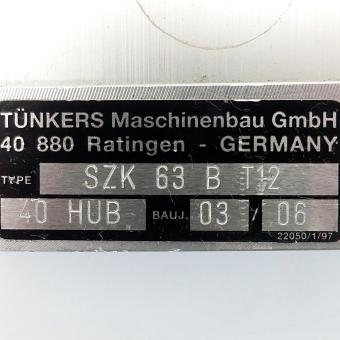 TÜNKERS Maschinenbau GmbH
40 880 Ratingen - GERMANY
TYPE SZK 63 B T12
40 HUB BAUJ. 03 / 06
22050/1/97